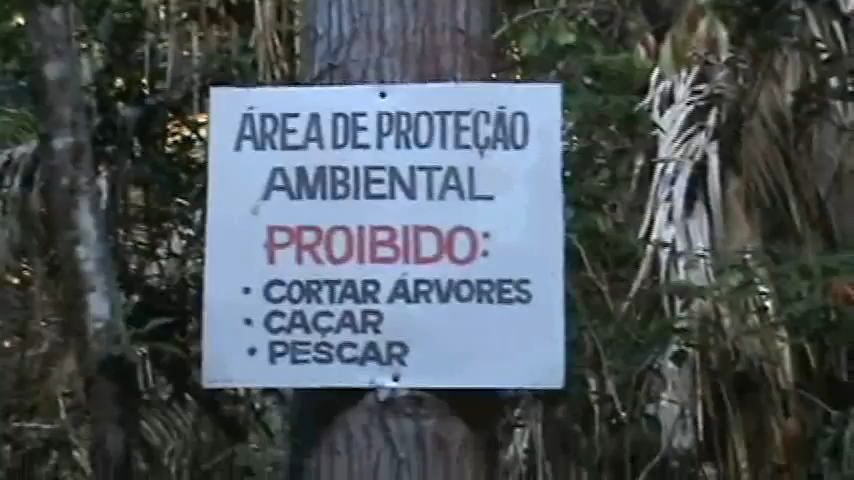 ÁREA DE PROTEÇÃO
AMBIENTAL
PROIBIDO:
• CORTAR ÁRVORES
• CAÇAR
• PESCAR